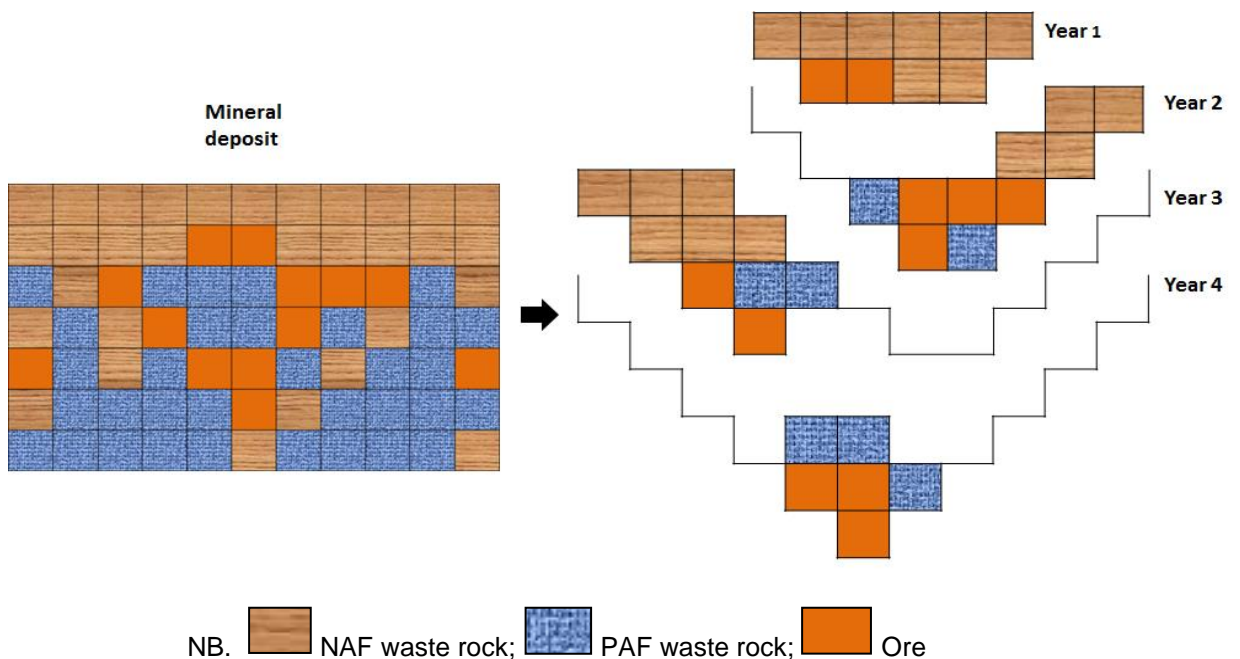 Year 1
Mineral
deposit
Year 2
Year 3
Year 4
NB. NAF waste rock; PAF waste rock; Ore